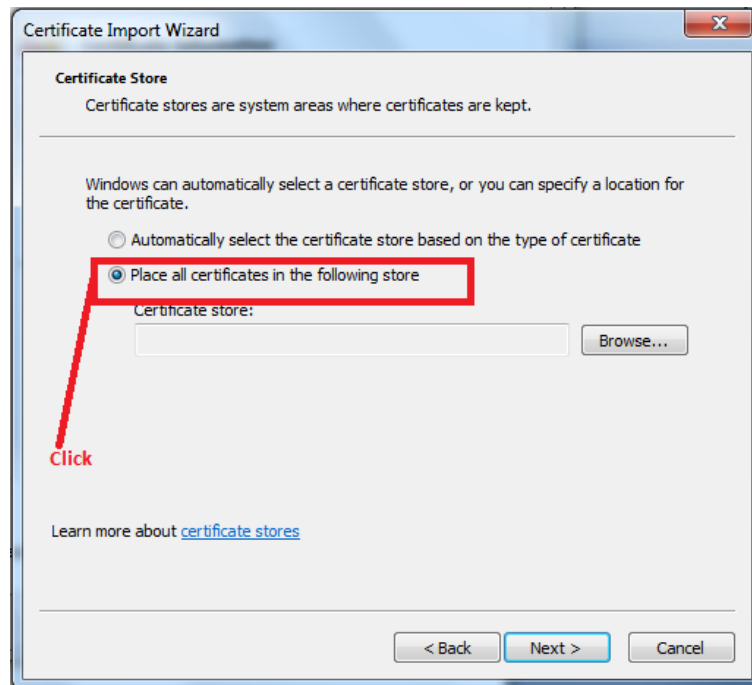 Certificate Import Wizard
Certificate Store
Certificate stores are system areas where certificates are kept.
Windows can automatically select a certificate store, or you can specify a location for
the certificate.
Automatically select the certificate store based on the type of certificate
Place all certificates in the following store
Certificate store:
Browse...
Click
Learn more about certificate stores
< Back Next > Cancel